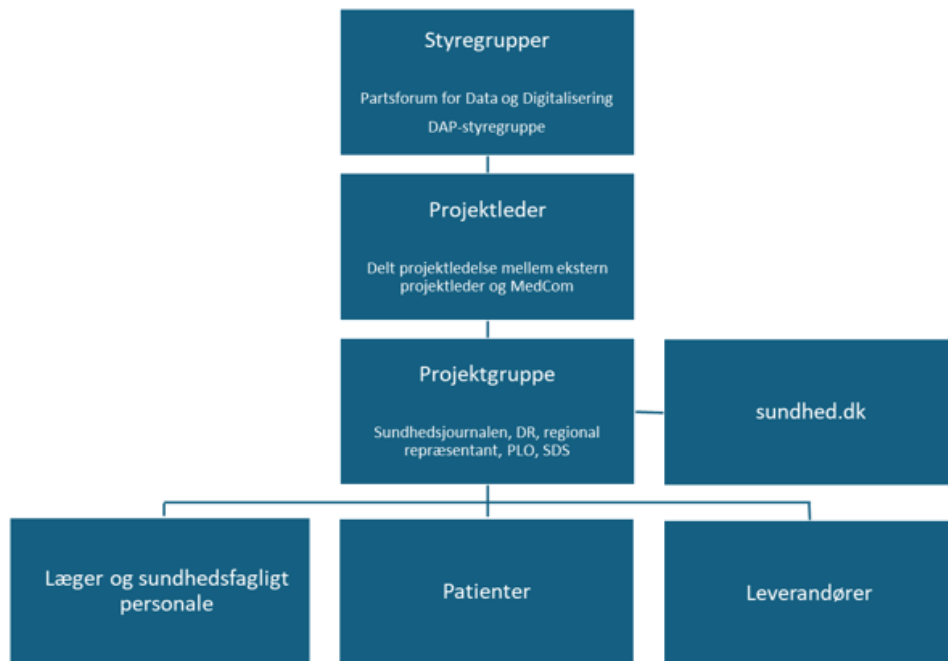 Styregrupper
Partsforum for Data og Digitalisering
DAP-styregruppe
Projektleder
Delt projektledelse mellem ekstern
projektleder og MedCom
Projektgruppe
Sundhedsjournalen, DR, regional
repræsentant, PLO, SDS
sundhed.dk
Læger og sundhedsfagligt
personale
Patienter
Leverandører